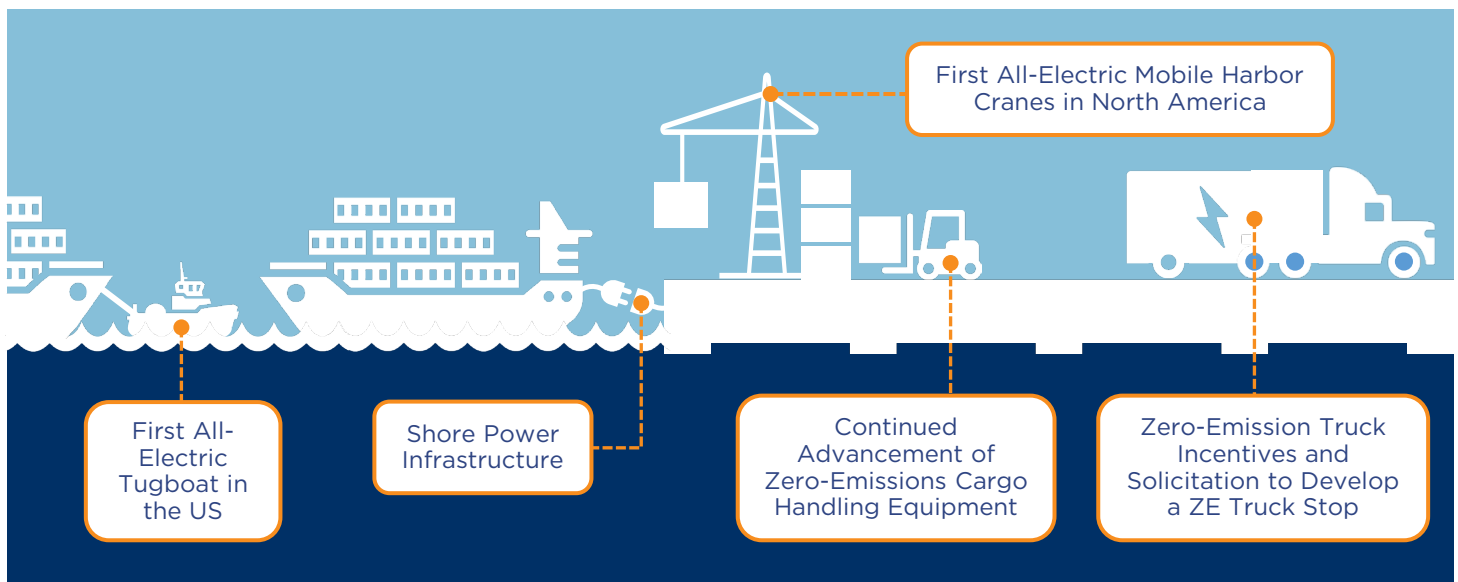 First All-Electric Mobile Harbor
Cranes in North America
First All-
Electric
Tugboat in
the US
Shore Power
Infrastructure
Continued
Advancement of
Zero-Emissions Cargo
Handling Equipment
Zero-Emission Truck
Incentives and
Solicitation to Develop
a ZE Truck Stop